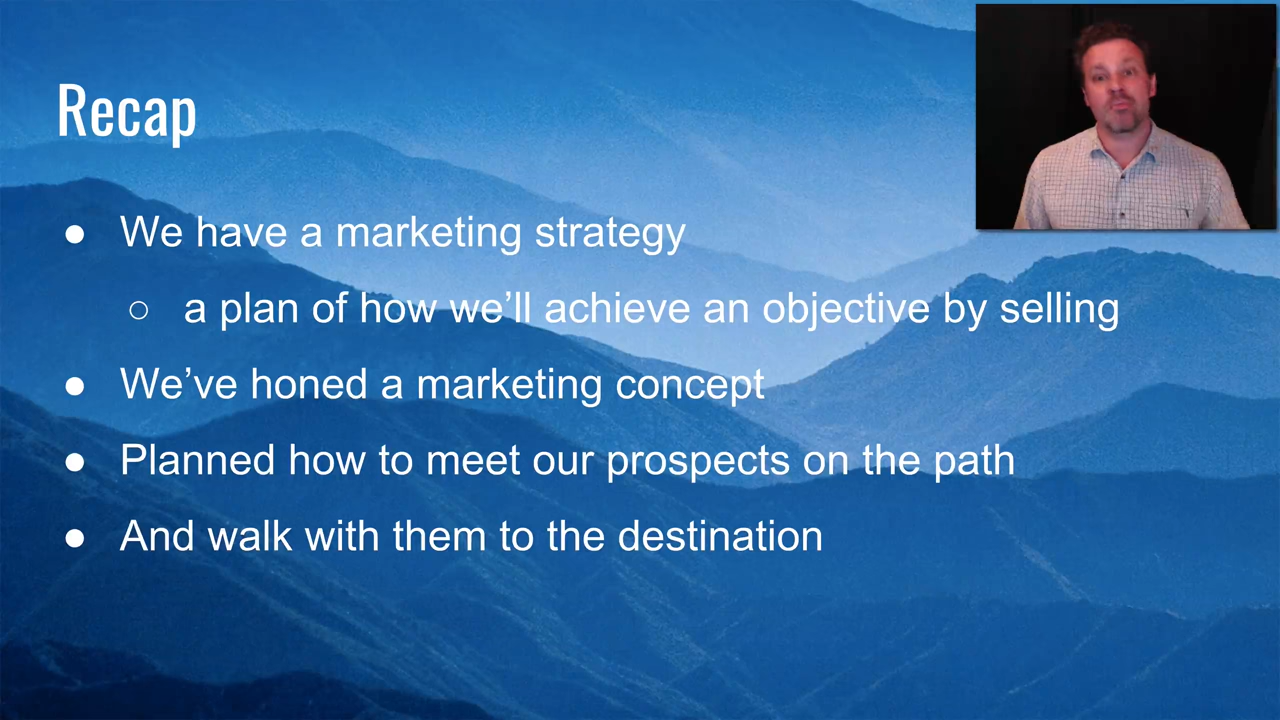 Recap
● We have a marketing strategy
○ a plan of how we’ll achieve an objective by selling
● We’ve honed a marketing concept
● Planned how to meet our prospects on the path
● And walk with them to the destination